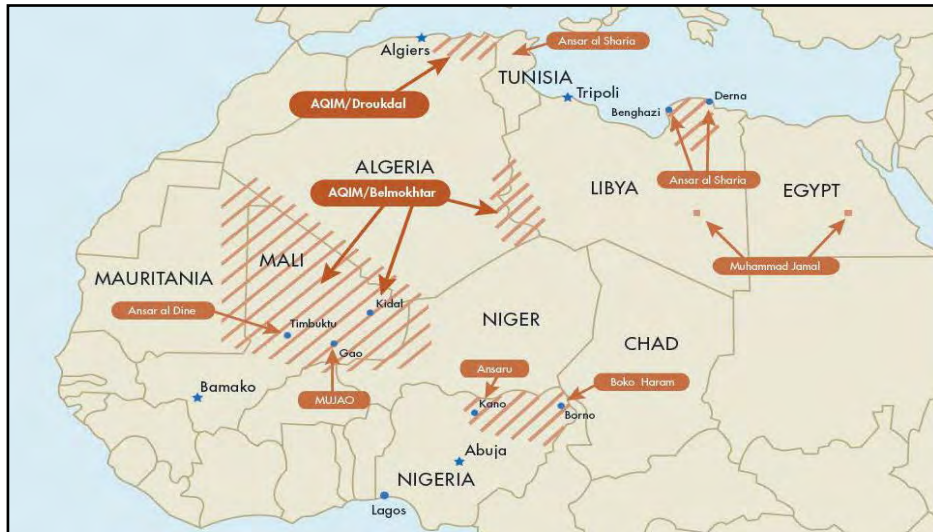 Algiers
Ansar al Sharia
TUNISIA
AQIM/Droukdal
Tripoli
Derna
Benghazi
ALGERIA
AQIM/Belmokhtar
LIBYA
Ansar al Sharia
EGYPT
MALI
MAURITANIA
Muhammad Jamal
Ansar al Dine
Kidal
Timbuktu
Gao
NIGER
CHAD
Bamako
MUJAO
Ansaru
Boko Haram
Kano
Borno
Abuja
NIGERIA
Lagos